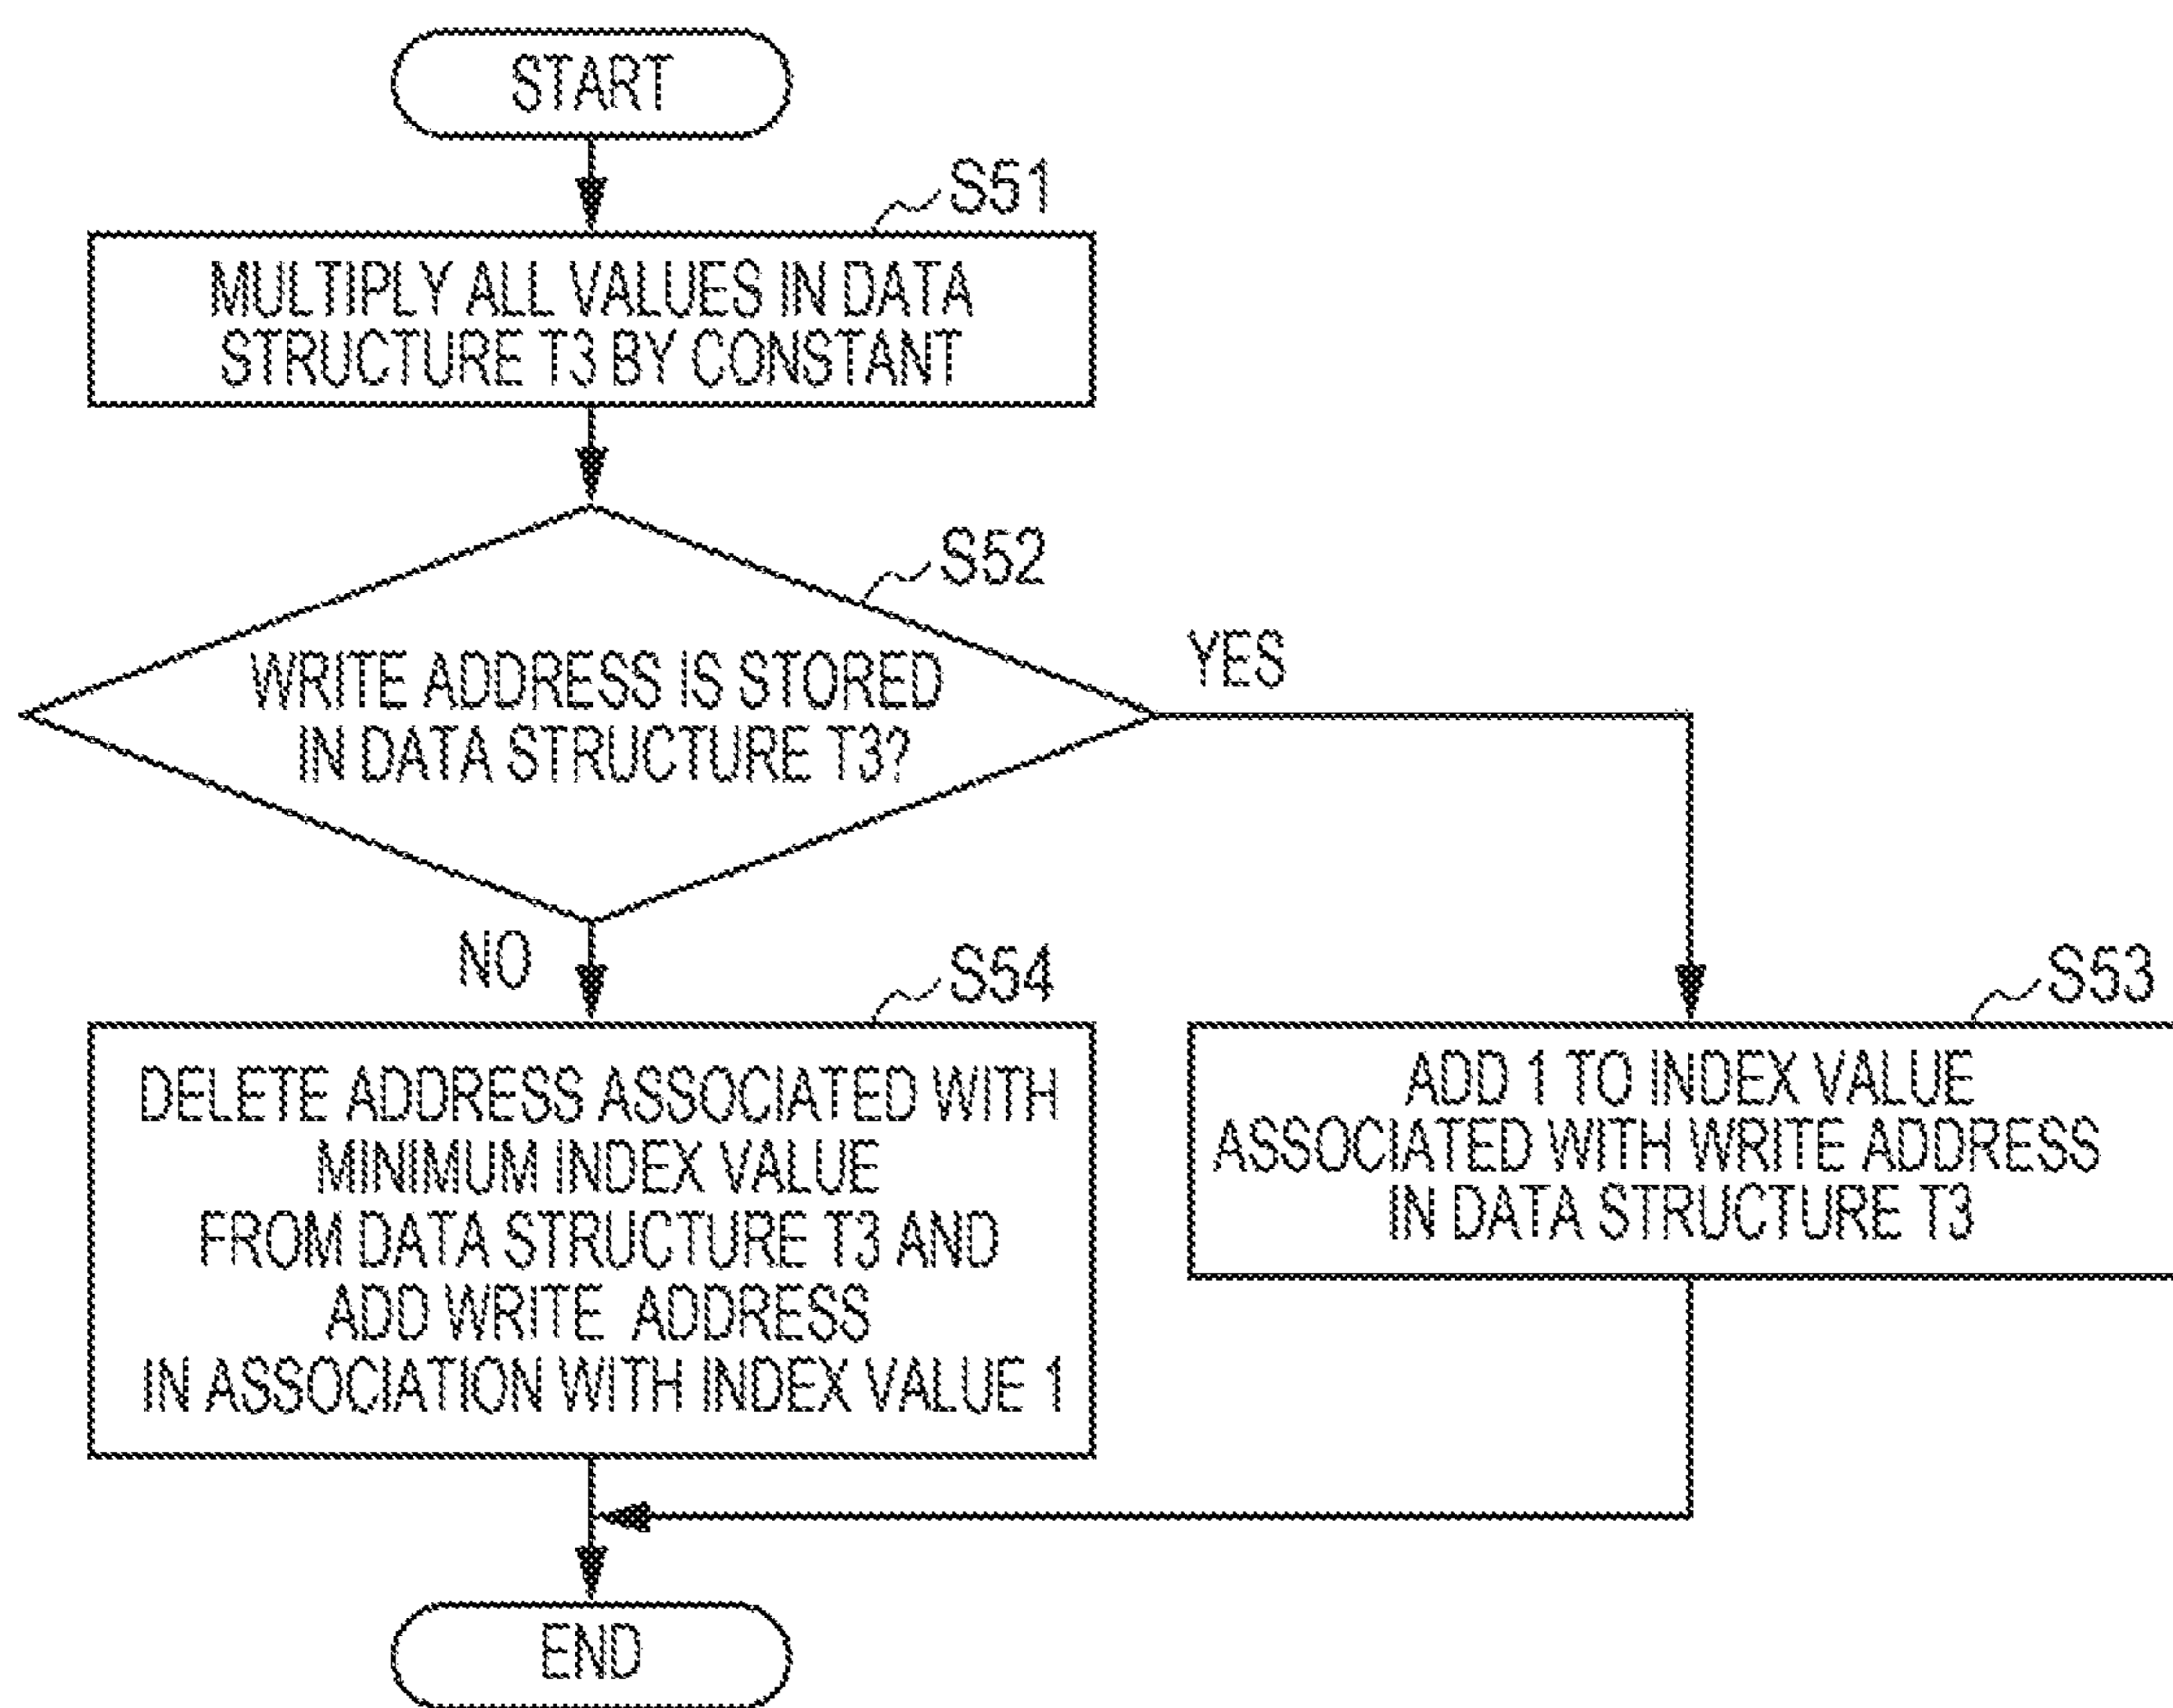 START
S51
MULTIPLY ALL VALUES IN DATA
STRUCTURE T3 BY CONSTANT
S52
WRITE ADDRESS IS STORED
IN DATA STRUCTURE T3?
YES
NO
S54
DELETE ADDRESS ASSOCIATED WITH
MINIMUM INDEX VALUE
FROM DATA STRUCTURE T3 AND
ADD WRITE ADDRESS
IN ASSOCIATION WITH INDEX VALUE 1
S53
ADD 1 TO INDEX VALUE
ASSOCIATED WITH WRITE ADDRESS
IN DATA STRUCTURE T3
END